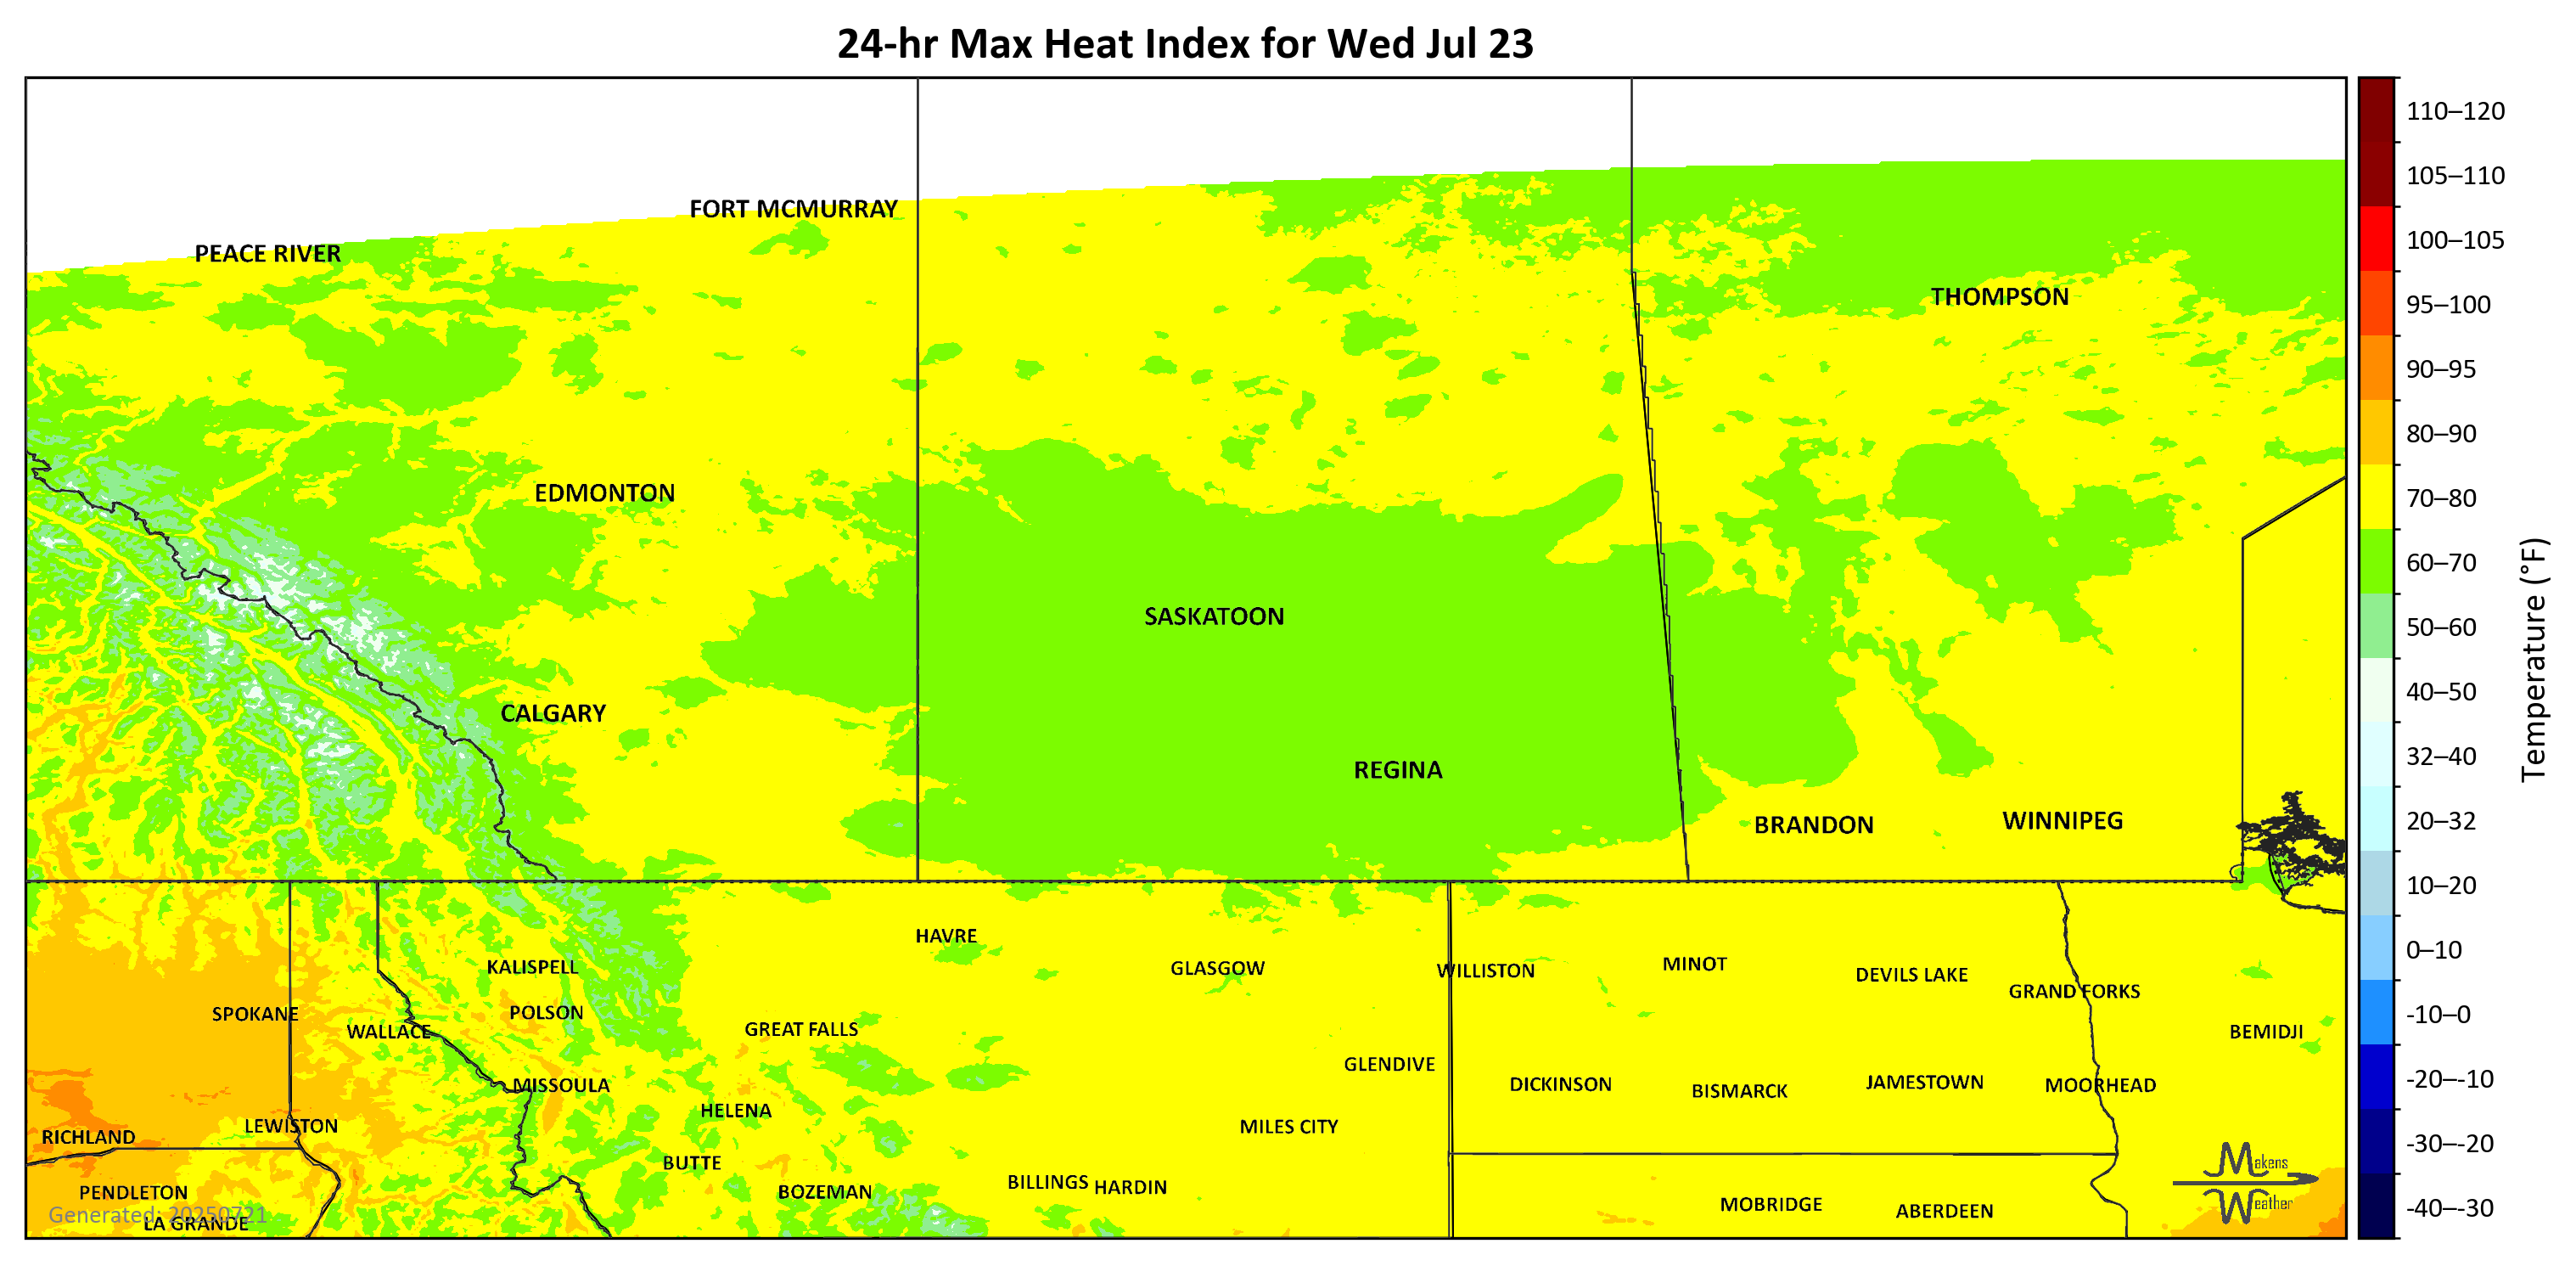 24-hr Max Heat Index for Wed Jul 23
FORT MCMURRAY
PEACE RIVER
THOMPSON
EDMONTON
SASKATOON
CALGARY
REGINA
BRANDON
WINNIPEG
HAVRE
KALISPELL
GLASGOW
WILLISTON
MINOT
DEVILS LAKE
GRAND FORKS
SPOKANE
POLSON
WALLACE
GREAT FALLS
BEMIDJI
GLENDIVE
MISSOULA
DICKINSON
BISMARCK
JAMESTOWN
MOORHEAD
HELENA
LEWISTON
MILES CITY
RICHLAND
BUTTE
PENDLETON
BOZEMAN
BILLINGS
HARDIN
MOBRIDGE
ABERDEEN
Generated: 20250721
LA GRANDE
Makens
Weather
110–120
105–110
100–105
95–100
90–95
80–90
70–80
60–70
50–60
40–50
32–40
20–32
10–20
0–10
-10–0
-20–-10
-30–-20
-40–-30
Temperature (°F)